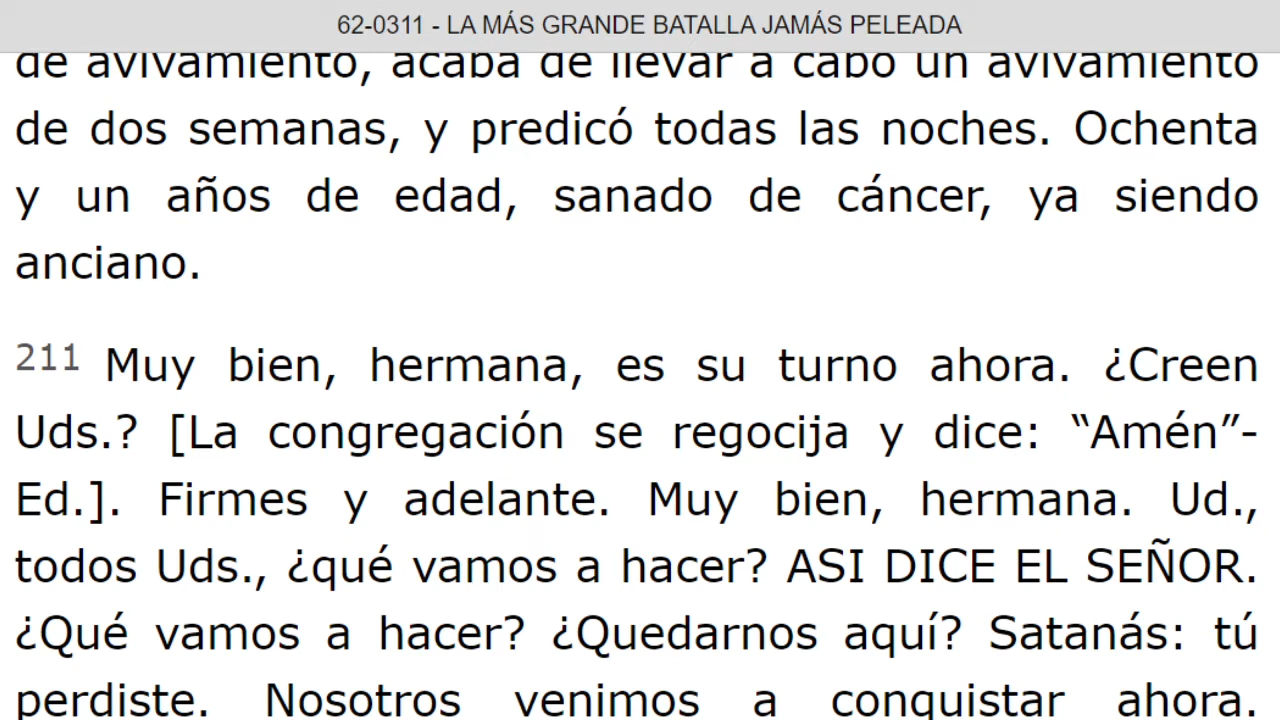 62-0311 - LA MÁS GRANDE BATALLA JAMÁS PELEADA
de avivamiento, acaba de llevar a cabo un avivamiento
de dos semanas, y predicó todas las noches. Ochenta
y un años de edad, sanado de cáncer, ya siendo
anciano.
211 Muy bien, hermana, es su turno ahora. ¿Creen
Uds.? [La congregación se regocija y dice: “Amén”-
Ed.]. Firmes y adelante. Muy bien, hermana. Ud.,
todos Uds., ¿qué vamos a hacer? ASI DICE EL SEÑOR.
¿Qué vamos a hacer? ¿Quedarnos aquí? Satanás: tú
perdiste. Nosotros venimos a conquistar ahora.